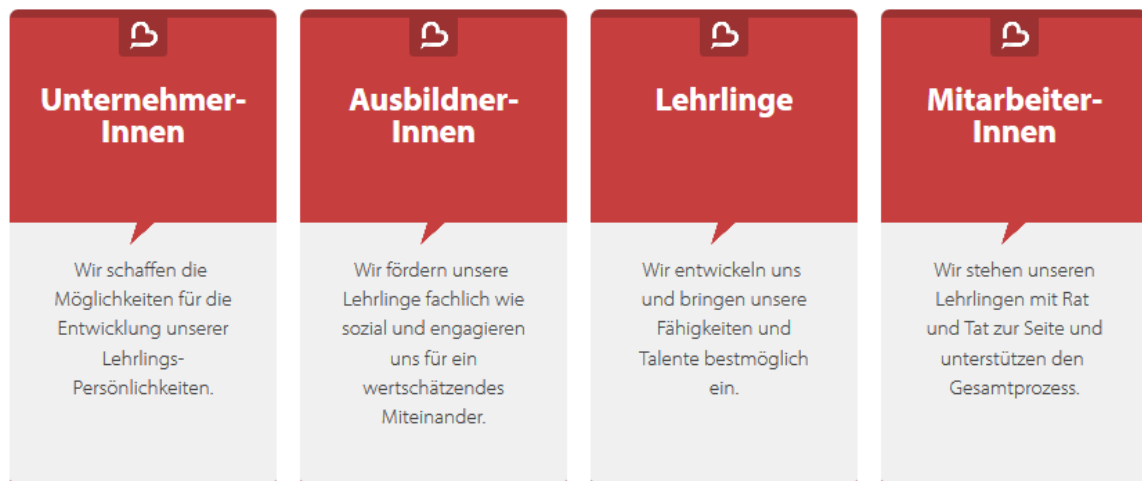 Unternehmer-
Innen
Wir schaffen die
Möglichkeiten für die
Entwicklung unserer
Lehrlings-
Persönlichkeiten.
Ausbildner-
Innen
Wir fördern unsere
Lehrlinge fachlich wie
sozial und engagieren
uns für ein
wertschätzendes
Miteinander.
Lehrlinge
Wir entwickeln uns
und bringen unsere
Fähigkeiten und
Talente bestmöglich
ein.
Mitarbeiter-
Innen
Wir stehen unseren
Lehrlingen mit Rat
und Tat zur Seite und
unterstützen den
Gesamtprozess.